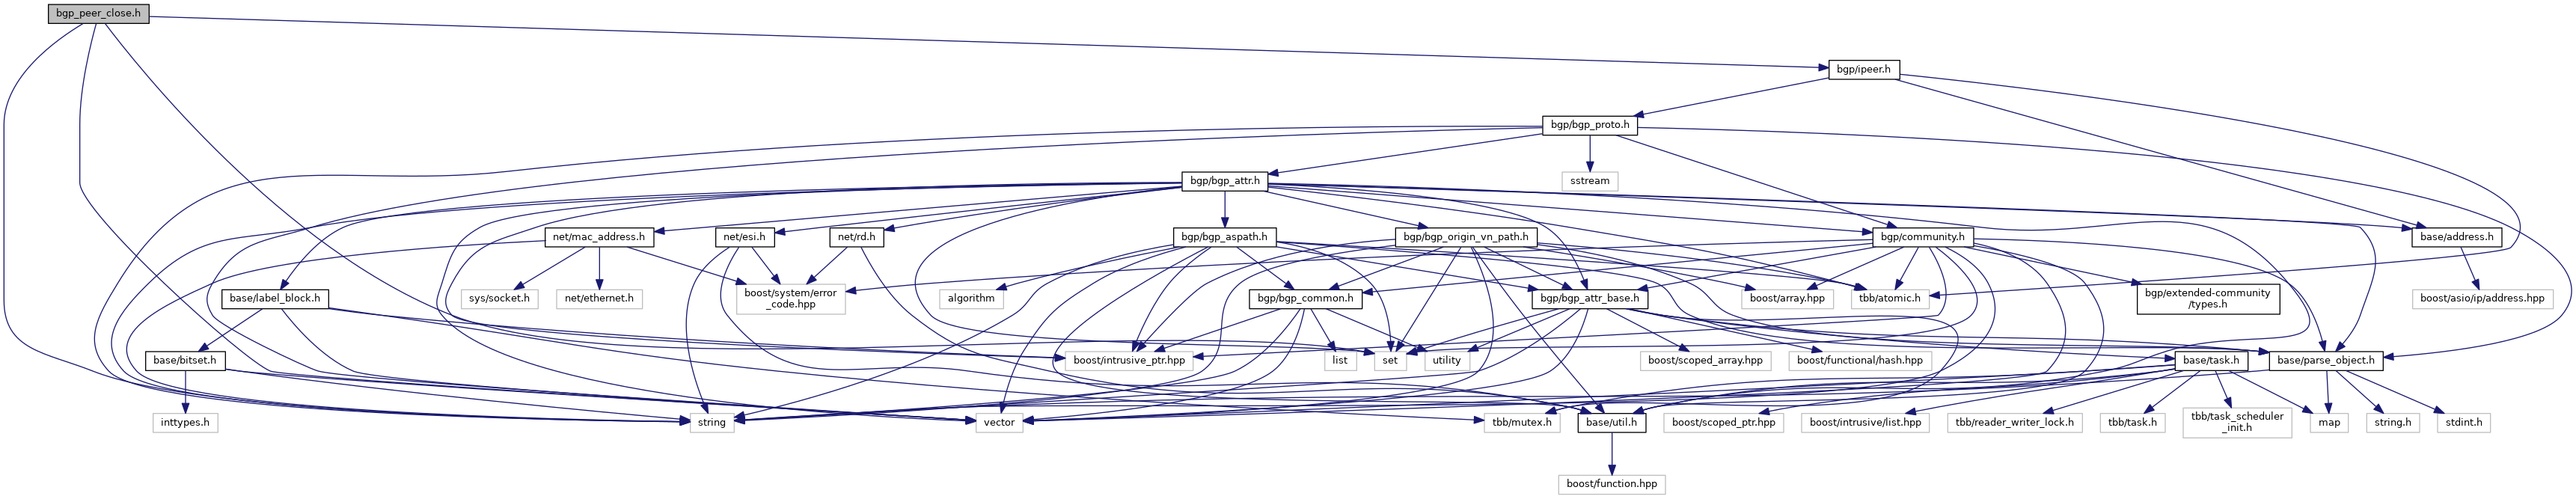 bgp_peer_close.h
bgp/ipeer.h
bgp/bgp_proto.h
bgp/bgp_attr.h
sstream
net/mac_address.h
net/esi.h
net/rd.h
bgp/bgp_aspath.h
bgp/bgp_origin_vn_path.h
bgp/community.h
base/address.h
base/label_block.h
sys/socket.h
net/ethernet.h
boost/system/error
_code.hpp
algorithm
bgp/bgp_common.h
bgp/bgp_attr_base.h
boost/array.hpp
tbb/atomic.h
bgp/extended-community
/types.h
boost/asio/ip/address.hpp
base/bitset.h
boost/intrusive_ptr.hpp
list
set
utility
boost/scoped_array.hpp
boost/functional/hash.hpp
base/task.h
base/parse_object.h
inttypes.h
string
vector
tbb/mutex.h
base/util.h
boost/scoped_ptr.hpp
boost/intrusive/list.hpp
tbb/reader_writer_lock.h
tbb/task.h
tbb/task_scheduler
_init.h
map
string.h
stdint.h
boost/function.hpp